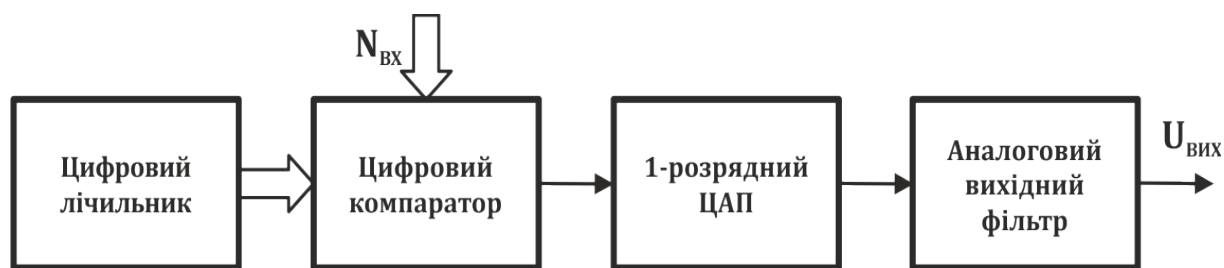 N_ВХ
Цифровий
лічильник
Цифровий
компаратор
1-розрядний
ЦАП
Аналоговий
вихідний
фільтр
U_ВИХ